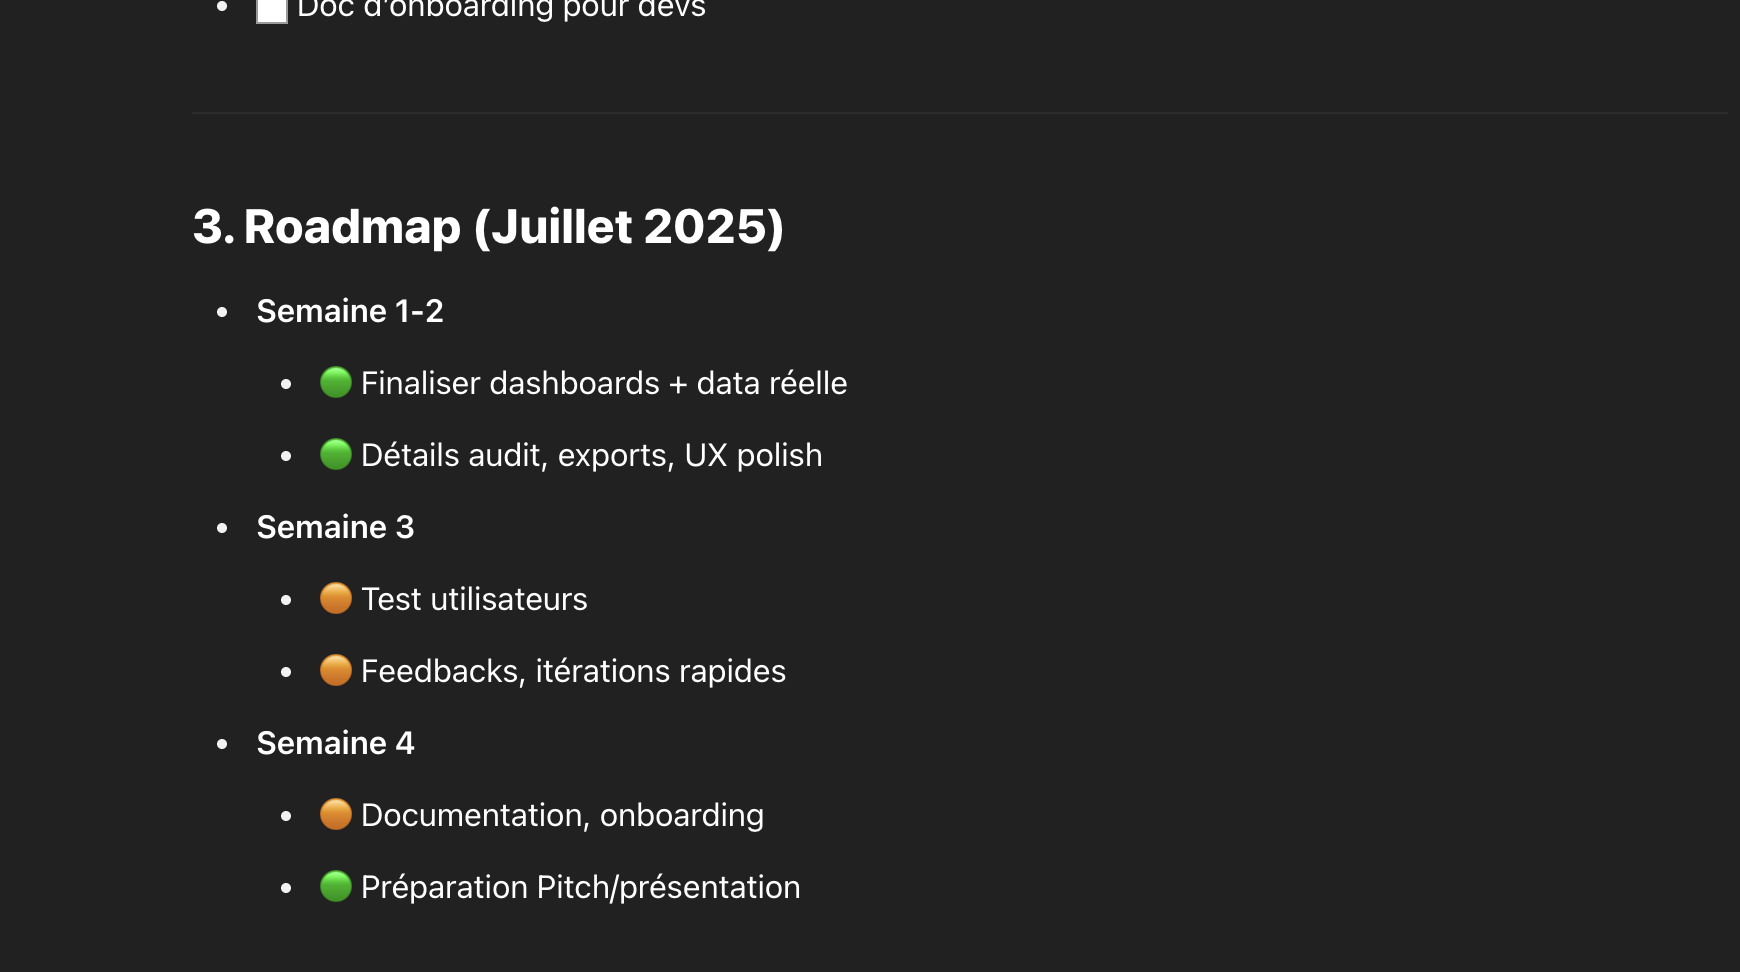 Doc d'onboarding pour devs
3. Roadmap (Juillet 2025)
Semaine 1-2
🟢 Finaliser dashboards + data réelle
🟢 Détails audit, exports, UX polish
Semaine 3
🟠 Test utilisateurs
🟠 Feedbacks, itérations rapides
Semaine 4
🟠 Documentation, onboarding
🟢 Préparation Pitch/présentation